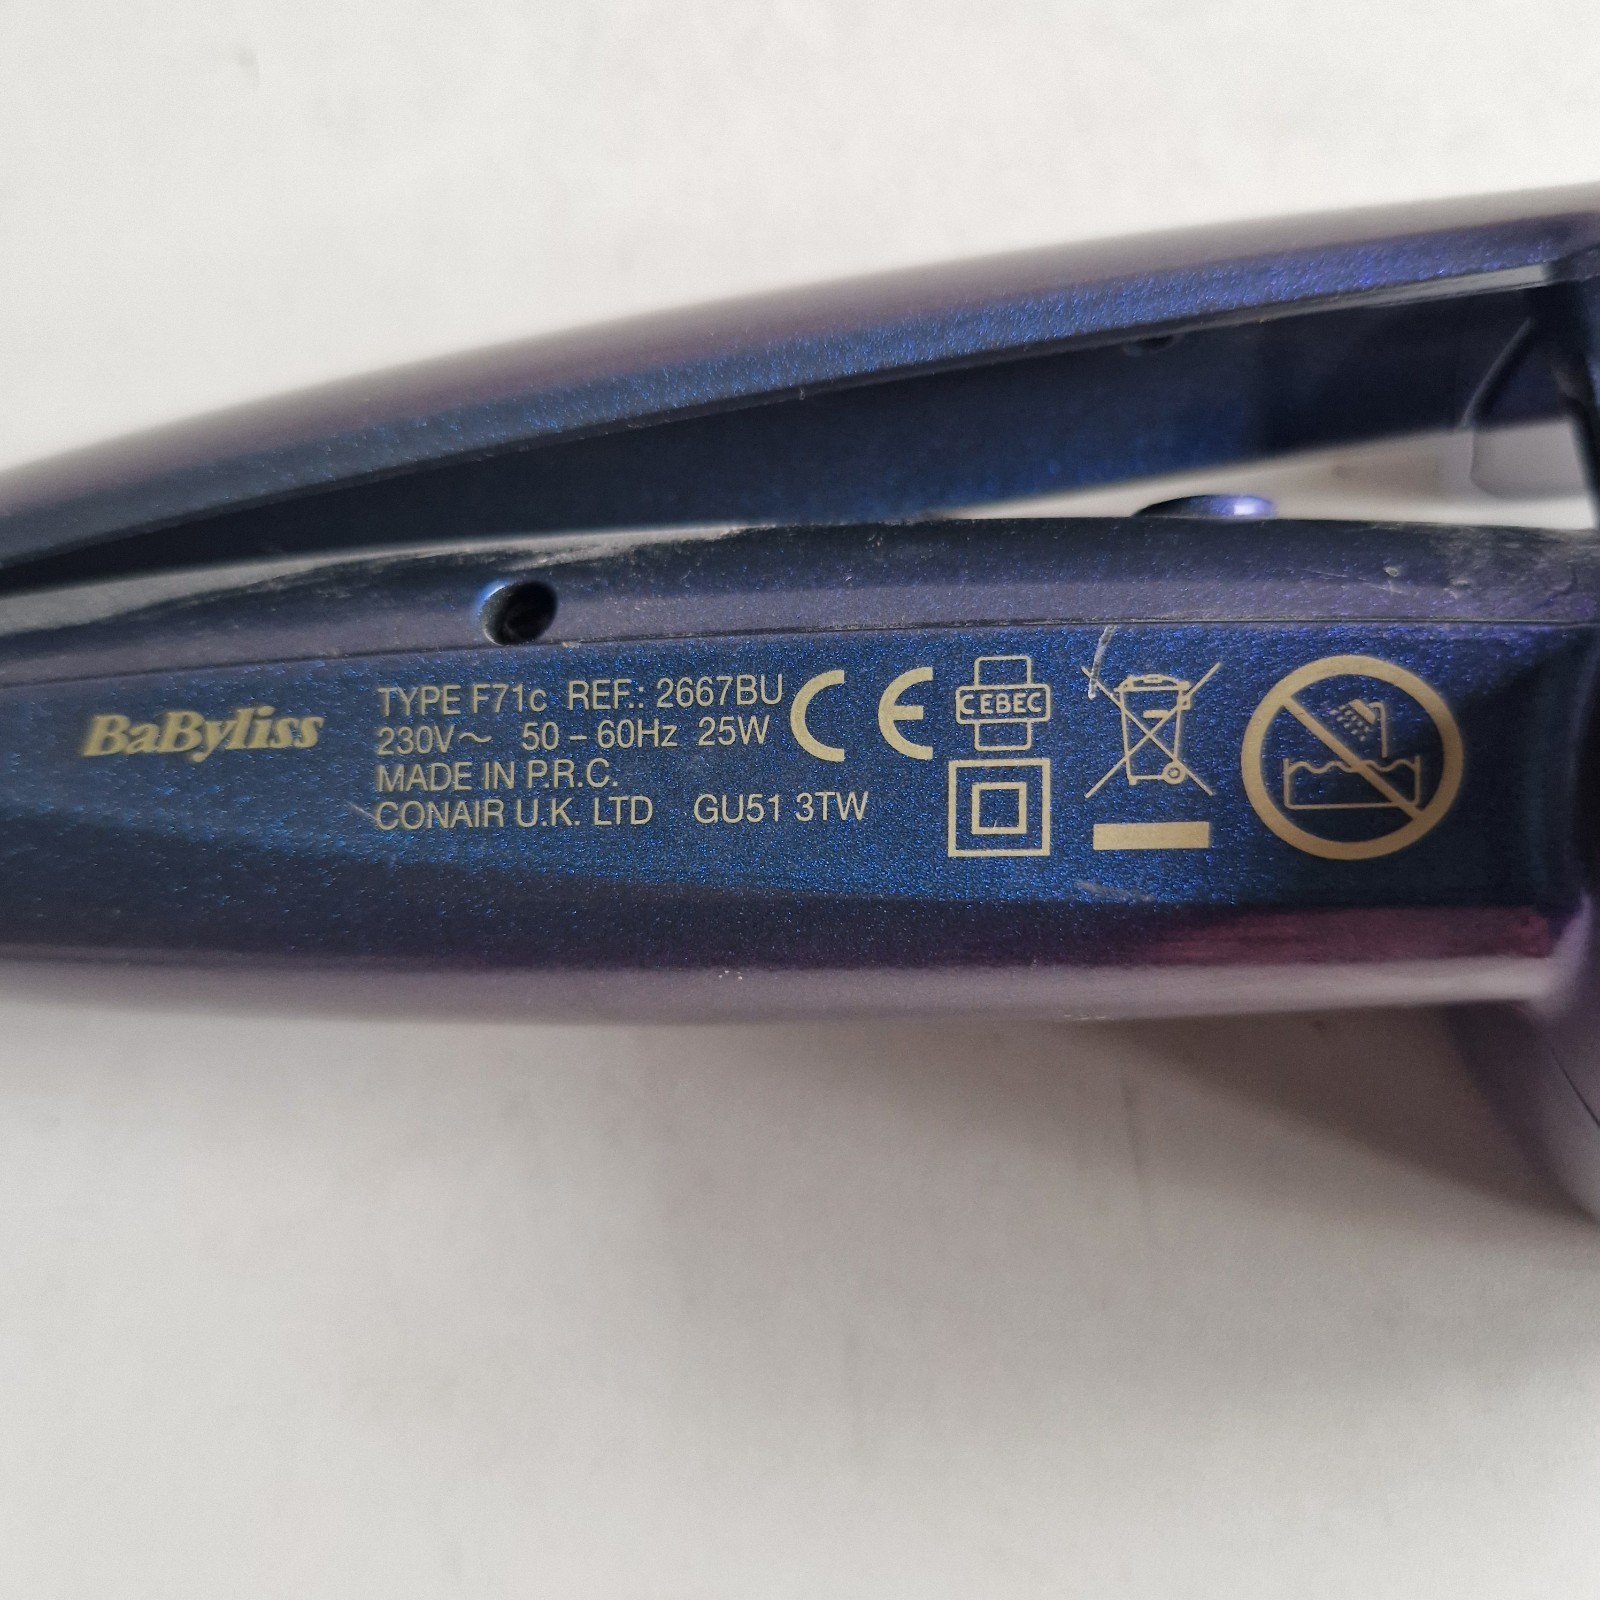 BaByliss
TYPE F71c REF.: 2667BU
230V~ 50 – 60Hz 25W
MADE IN P.R.C.
CONAIR U.K. LTD GU51 3TW
CE
CEBEC